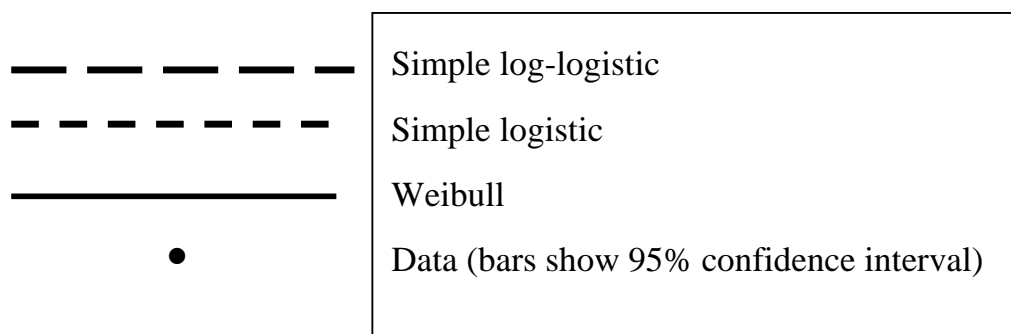 Simple log-logistic
Simple logistic
Weibull
Data (bars show 95% confidence interval)